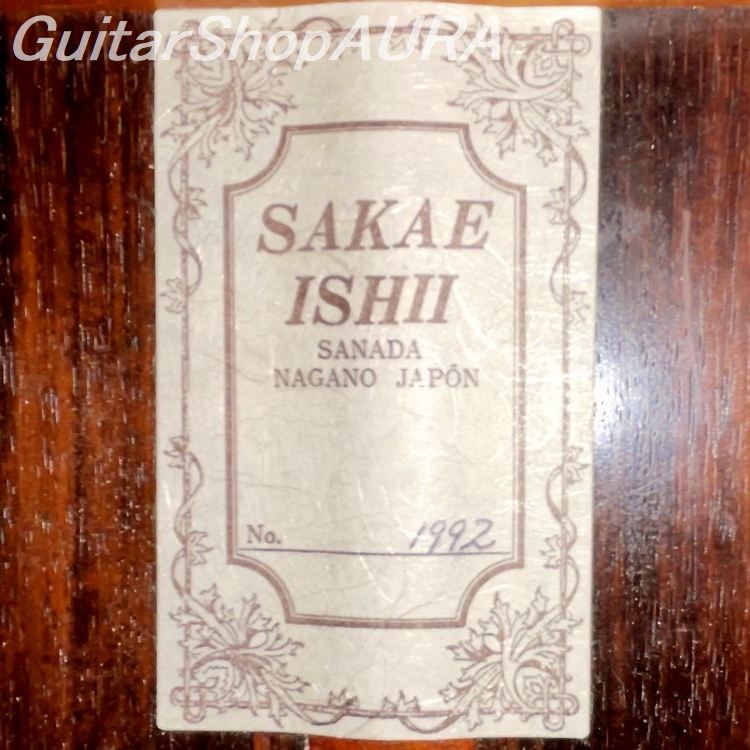 GuitarShopAURA
SAKAE
ISHII
SANADA
NAGANO JAPÓN
No. 1992